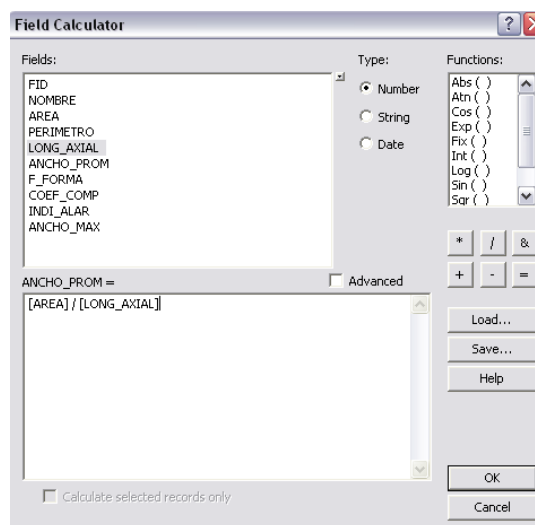 Field Calculator
Fields:
FID
NOMBRE
AREA
PERIMETRO
LONG_AXIAL
ANCHO_PROM
F_FORMA
COEF_COMP
INDI_ALAR
ANCHO_MAX
Type:
Number
String
Date
Functions:
Abs ( )
Atn ( )
Cos ( )
Exp ( )
Fix ( )
Int ( )
Log ( )
Sin ( )
Sqr ( )
* / &
+ - =
ANCHO_PROM =
Advanced
[AREA] / [LONG_AXIAL]
Load...
Save...
Help
Calculate selected records only
OK
Cancel